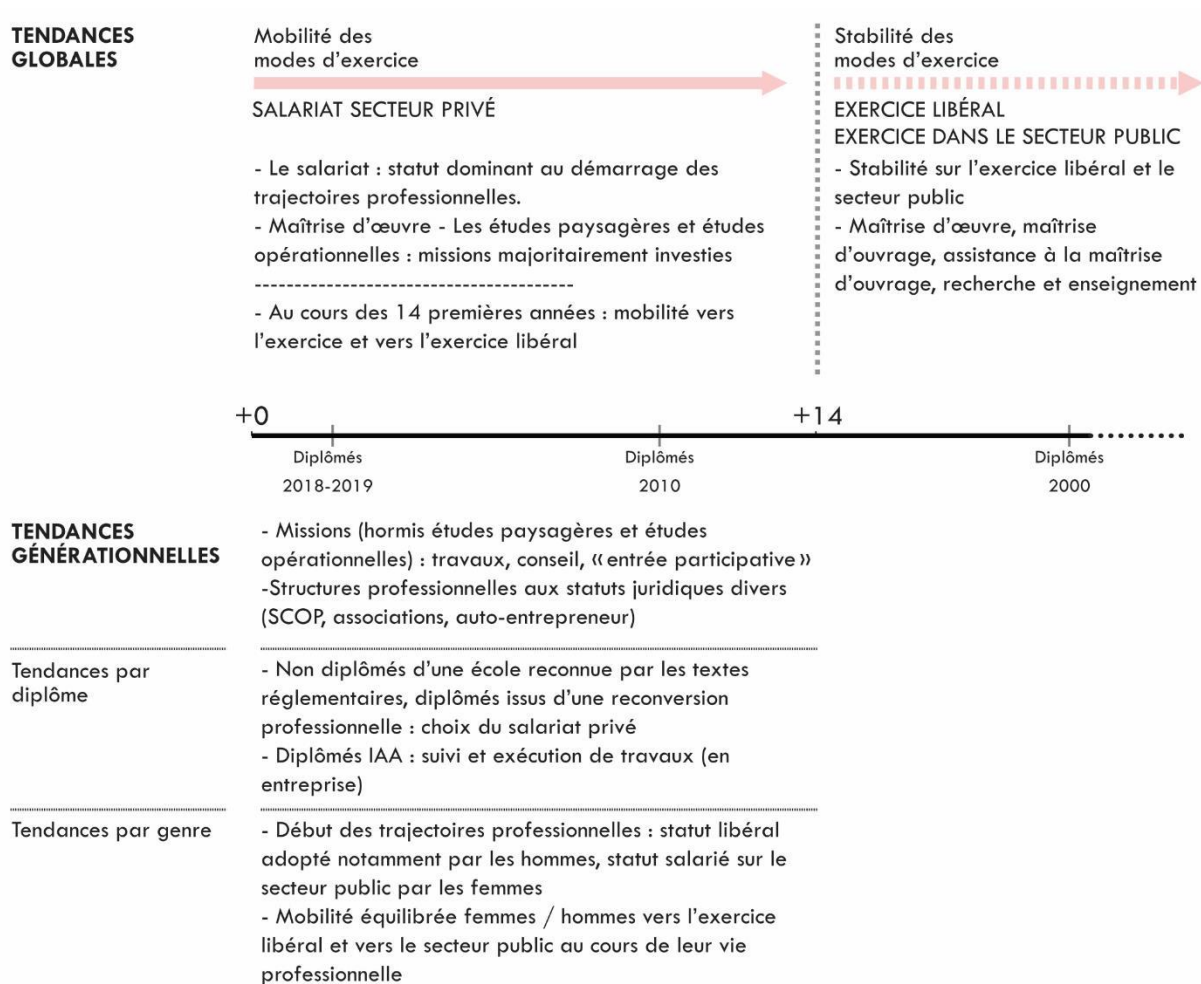 TENDANCES
GLOBALES
Mobilité des
modes d'exercice
SALARIAT SECTEUR PRIVÉ
- Le salariat : statut dominant au démarrage des
trajectoires professionnelles.
- Maîtrise d'œuvre - Les études paysagères et études
opérationnelles : missions majoritairement investies
----------------------------------------
- Au cours des 14 premières années : mobilité vers
l'exercice et vers l'exercice libéral
Stabilité des
modes d'exercice
EXERCICE LIBÉRAL
EXERCICE DANS LE SECTEUR PUBLIC
- Stabilité sur l'exercice libéral et le
secteur public
- Maîtrise d'œuvre, maîtrise
d'ouvrage, assistance à la maîtrise
d'ouvrage, recherche et enseignement
+0
+14
Diplômés
2018-2019
Diplômés
2010
Diplômés
2000
TENDANCES
GÉNÉRATIONNELLES
- Missions (hormis études paysagères et études
opérationnelles) : travaux, conseil, « entrée participative »
-Structures professionnelles aux statuts juridiques divers
(SCOP, associations, auto-entrepreneur)
Tendances par
diplôme
- Non diplômés d'une école reconnue par les textes
réglementaires, diplômés issus d'une reconversion
professionnelle : choix du salariat privé
- Diplômés IAA : suivi et exécution de travaux (en
entreprise)
Tendances par genre
- Début des trajectoires professionnelles : statut libéral
adopté notamment par les hommes, statut salarié sur le
secteur public par les femmes
- Mobilité équilibrée femmes / hommes vers l'exercice
libéral et vers le secteur public au cours de leur vie
professionnelle